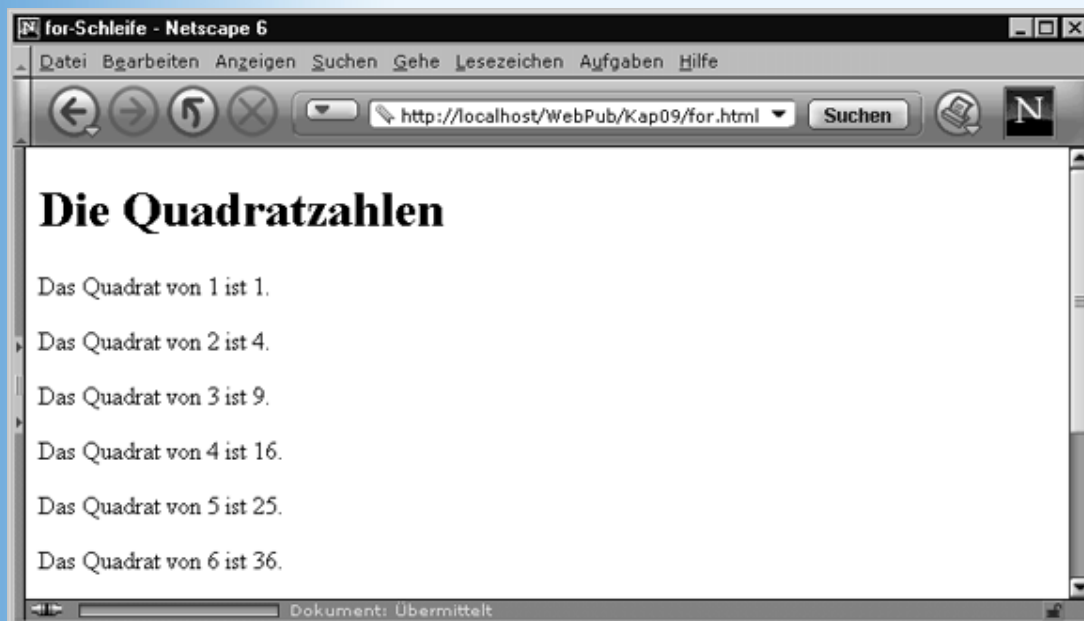 for-Schleife - Netscape 6
Datei Bearbeiten Anzeigen Suchen Gehe Lesezeichen Aufgaben Hilfe
http://localhost/WebPub/Kap09/for.html Suchen N
Die Quadratzahlen
Das Quadrat von 1 ist 1.
Das Quadrat von 2 ist 4.
Das Quadrat von 3 ist 9.
Das Quadrat von 4 ist 16.
Das Quadrat von 5 ist 25.
Das Quadrat von 6 ist 36.
Dokument: Übermittelt